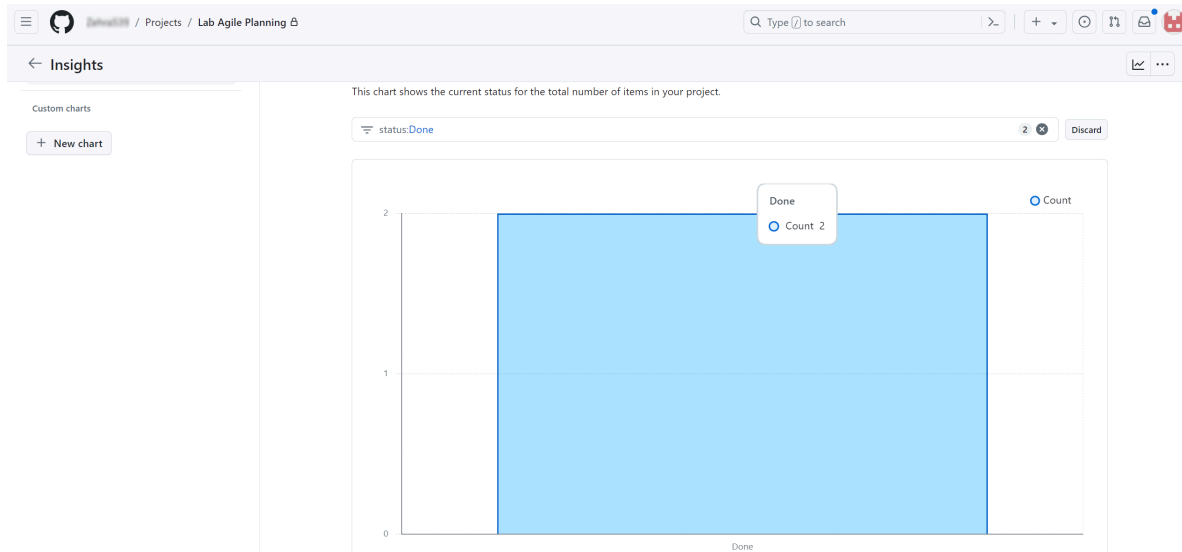 / Projects / Lab Agile Planning
Type / to search
Insights
Custom charts
+ New chart
This chart shows the current status for the total number of items in your project.
status:Done
2
Discard
Done
Count 2
Count
2
1
0
Done